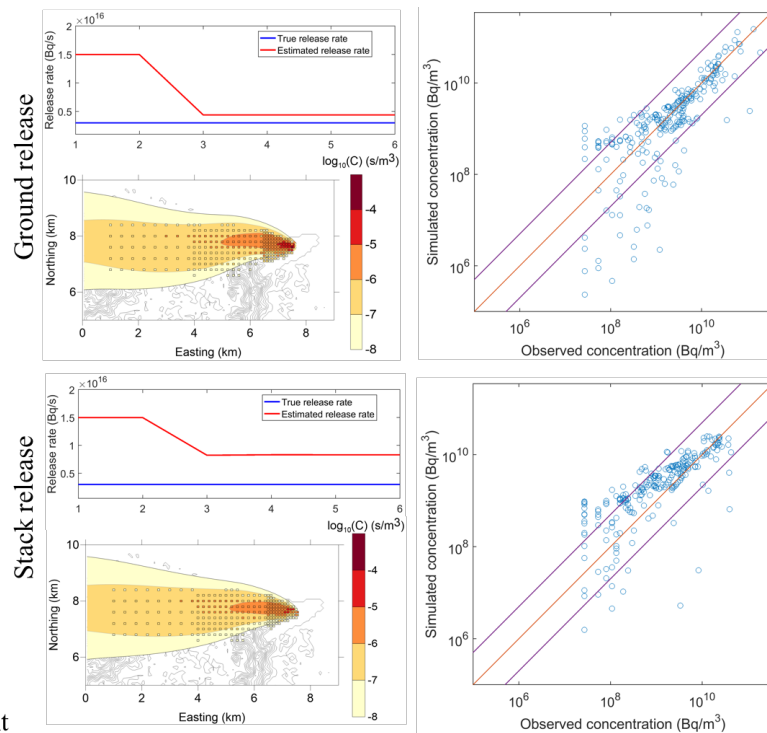 Ground release
×10^16
2
1.5
1
0.5
Release rate (Bq/s)
True release rate
Estimated release rate
1 2 3 4 5 6
log10(C) (s/m3)
10
8
6
Northing (km)
0 2 4 6 8
Easting (km)
-4
-5
-6
-7
-8
Simulated concentration (Bq/m3)
10^10
10^8
10^6
10^6 10^8 10^10
Observed concentration (Bq/m3)
Stack release
×10^16
2
1.5
1
0.5
Release rate (Bq/s)
True release rate
Estimated release rate
1 2 3 4 5 6
log10(C) (s/m3)
10
8
6
Northing (km)
0 2 4 6 8
Easting (km)
-4
-5
-6
-7
-8
Simulated concentration (Bq/m3)
10^10
10^8
10^6
10^6 10^8 10^10
Observed concentration (Bq/m3)